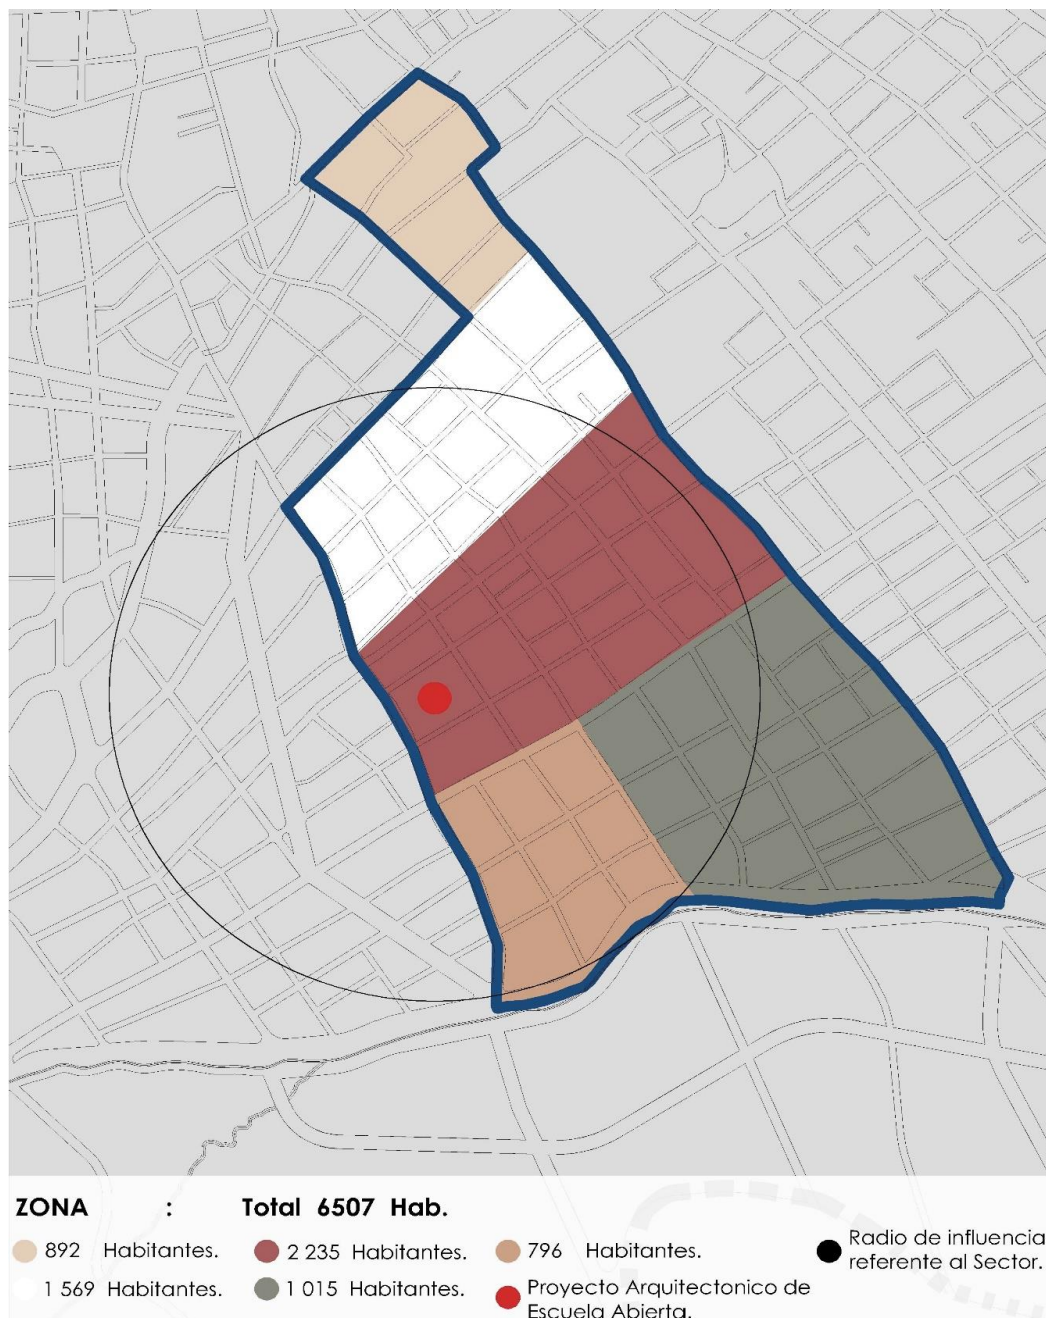 ZONA : Total 6507 Hab.
892 Habitantes.
2 235 Habitantes.
796 Habitantes.
Radio de influencia
referente al Sector.
1 569 Habitantes.
1 015 Habitantes.
Proyecto Arquitectonico de
Escuela Abierta.